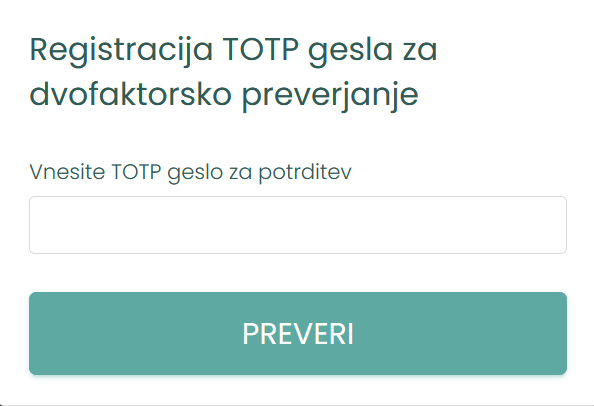 Registracija TOTP gesla za
dvofaktorsko preverjanje
Vnesite TOTP geslo za potrditev
PREVERI